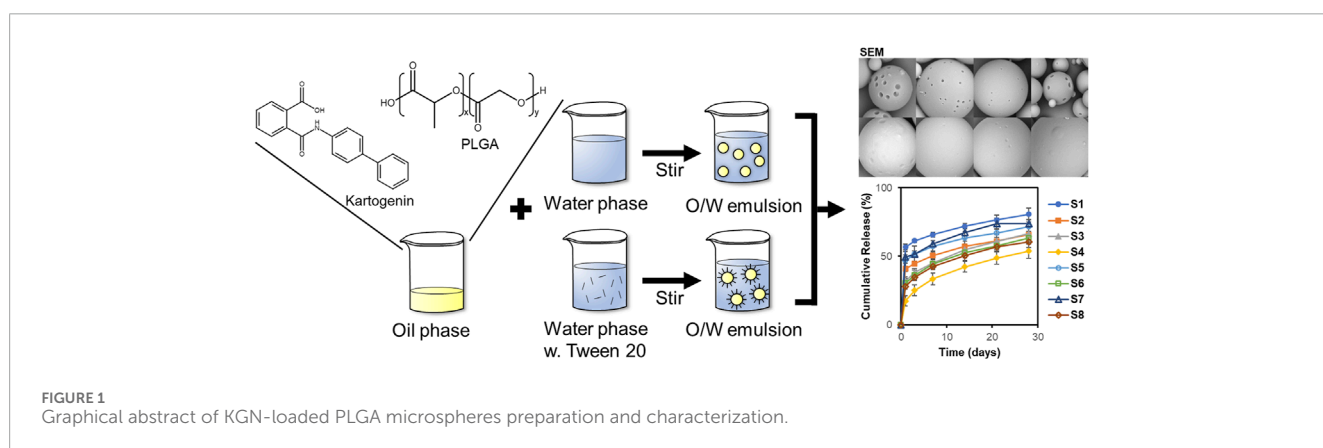 SEM
O
OH
O
NH
Kartogenin
HO
O
O
x
O
O
H
y
PLGA
Oil phase
Water phase
Stir
O/W emulsion
Water phase
w. Tween 20
Stir
O/W emulsion
Cumulative Release (%)
100
50
0
0
10
20
30
Time (days)
S1
S2
S3
S4
S5
S6
S7
S8
FIGURE 1
Graphical abstract of KGN-loaded PLGA microspheres preparation and characterization.